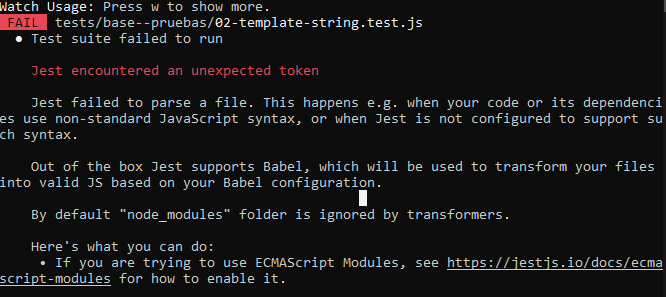 Watch Usage: Press w to show more.
FAIL tests/base--pruebas/02-template-string.test.js
● Test suite failed to run
Jest encountered an unexpected token
Jest failed to parse a file. This happens e.g. when your code or its dependenci
es use non-standard JavaScript syntax, or when Jest is not configured to support su
ch syntax.
Out of the box Jest supports Babel, which will be used to transform your files
into valid JS based on your Babel configuration.
By default "node_modules" folder is ignored by transformers.
Here's what you can do:
• If you are trying to use ECMAScript Modules, see https://jestjs.io/docs/ecma
script-modules for how to enable it.